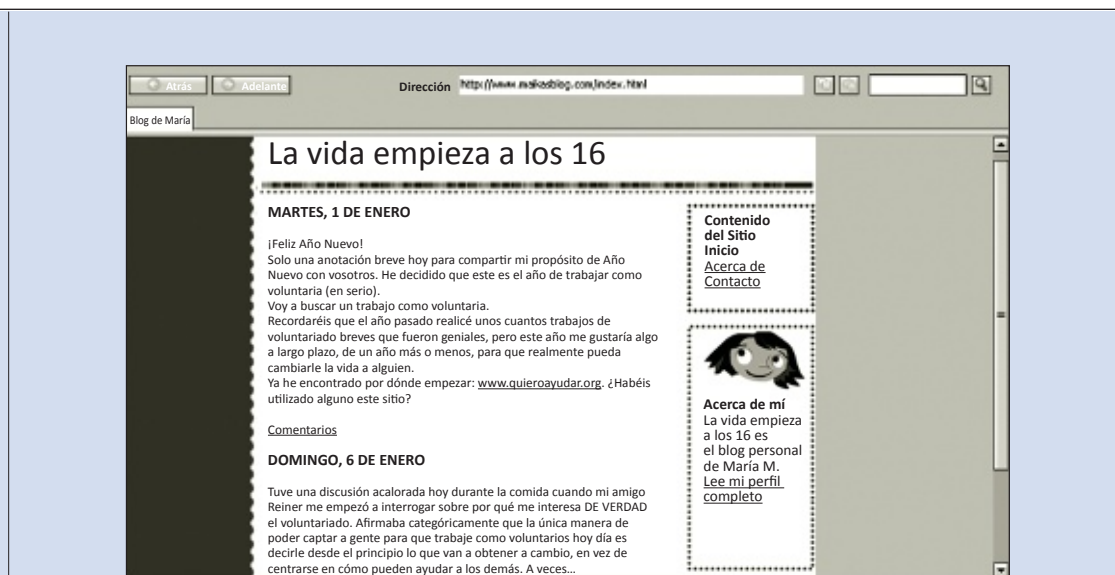 Atrás
Adelante
Dirección
http://www.maikasblog.com/index.html
Blog de María
La vida empieza a los 16
MARTES, 1 DE ENERO
¡Feliz Año Nuevo!
Solo una anotación breve hoy para compartir mi propósito de Año
Nuevo con vosotros. He decidido que este es el año de trabajar como
voluntaria (en serio).
Voy a buscar un trabajo como voluntaria.
Recordaréis que el año pasado realicé unos cuantos trabajos de
voluntariado breves que fueron geniales, pero este año me gustaría algo
a largo plazo, de un año más o menos, para que realmente pueda
cambiarle la vida a alguien.
Ya he encontrado por dónde empezar: www.quieroayudar.org. ¿Habéis
utilizado alguno este sitio?
Comentarios
DOMINGO, 6 DE ENERO
Tuve una discusión acalorada hoy durante la comida cuando mi amigo
Reiner me empezó a interrogar sobre por qué me interesa DE VERDAD
el voluntariado. Afirmaba categóricamente que la única manera de
poder captar a gente para que trabaje como voluntarios hoy día es
decirle desde el principio lo que van a obtener a cambio, en vez de
centrarse en cómo pueden ayudar a los demás. A veces...
Contenido
del Sitio
Inicio
Acerca de
Contacto
Acerca de mí
La vida empieza
a los 16 es
el blog personal
de María M.
Lee mi perfil
completo